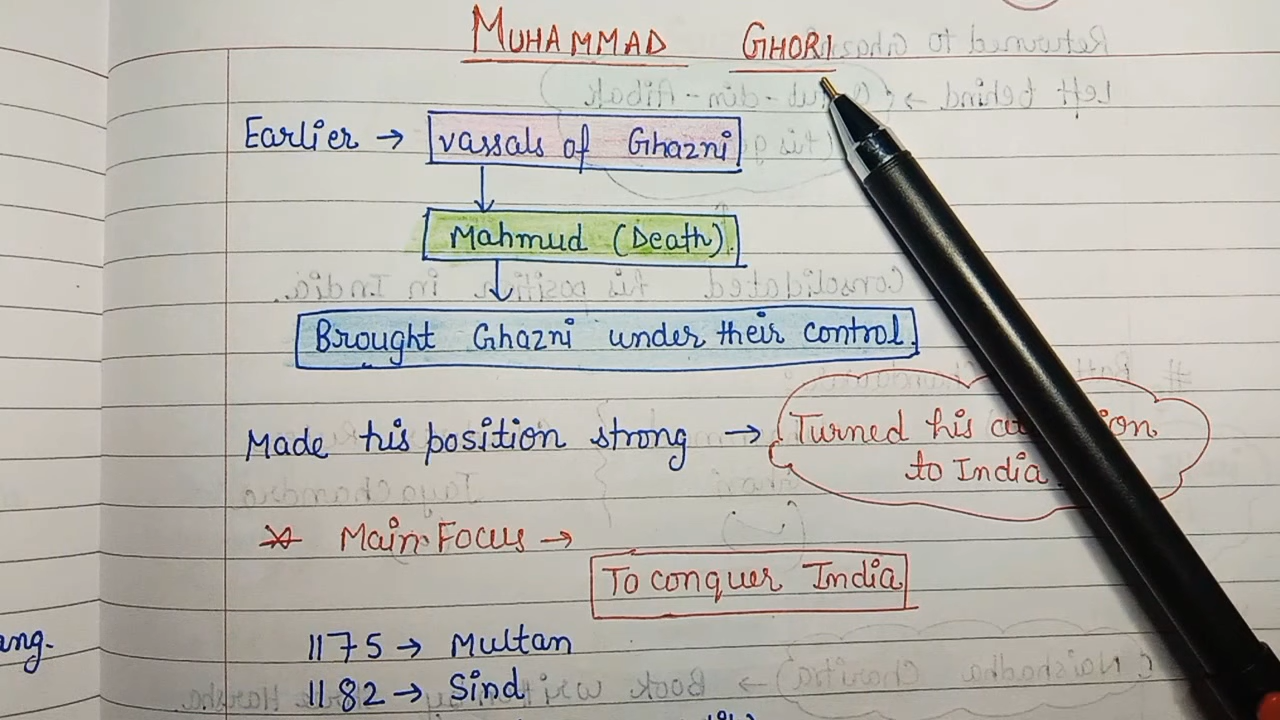 MUHAMMAD GHORI
Earlier → vassals of Ghazni
Mahmud (Death)
Brought Ghazni under their control.
Made his position strong → Turned his
to India
Main Focus →
To conquer India
1175 → Multan
1182 → Sind